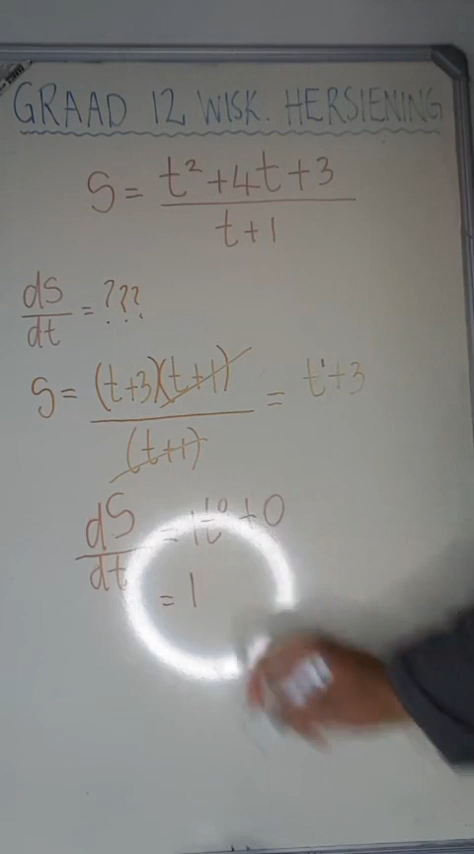 GRAAD 12 WISK. HERSIENING
S = t²+4t+3 / t+1
dS/dt = ???
S = (t+3)(t+1) / (t+1) = t¹+3
dS/dt = 1t⁰+0
= 1